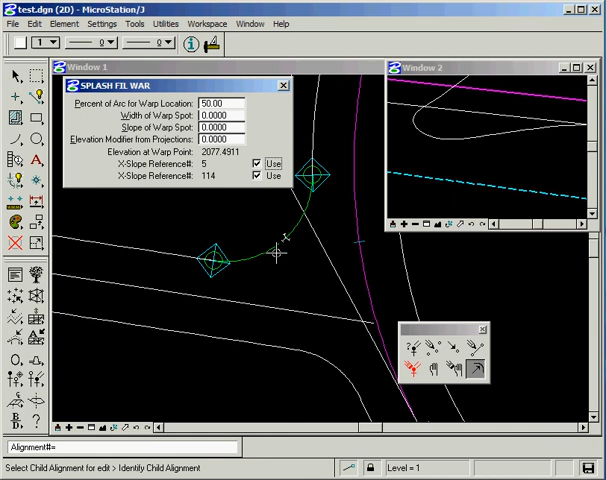 test.dgn (2D) - MicroStation/J
File Element Settings Tools Utilities Workspace Window Help
1 0 0
Window 1
Window 2
SPLASH FIL WAR
Percent of Arc for Warp Location: 50.00
Width of Warp Spot: 0.0000
Slope of Warp Spot: 0.0000
Elevation Modifier from Projections: 0.0000
Elevation at Warp Point: 2077.4911
X-Slope Reference#: 5 Use
X-Slope Reference#: 114 Use
A
B/D ?
Alignment#=
Select Child Alignment for edit > Identify Child Alignment
Level = 1